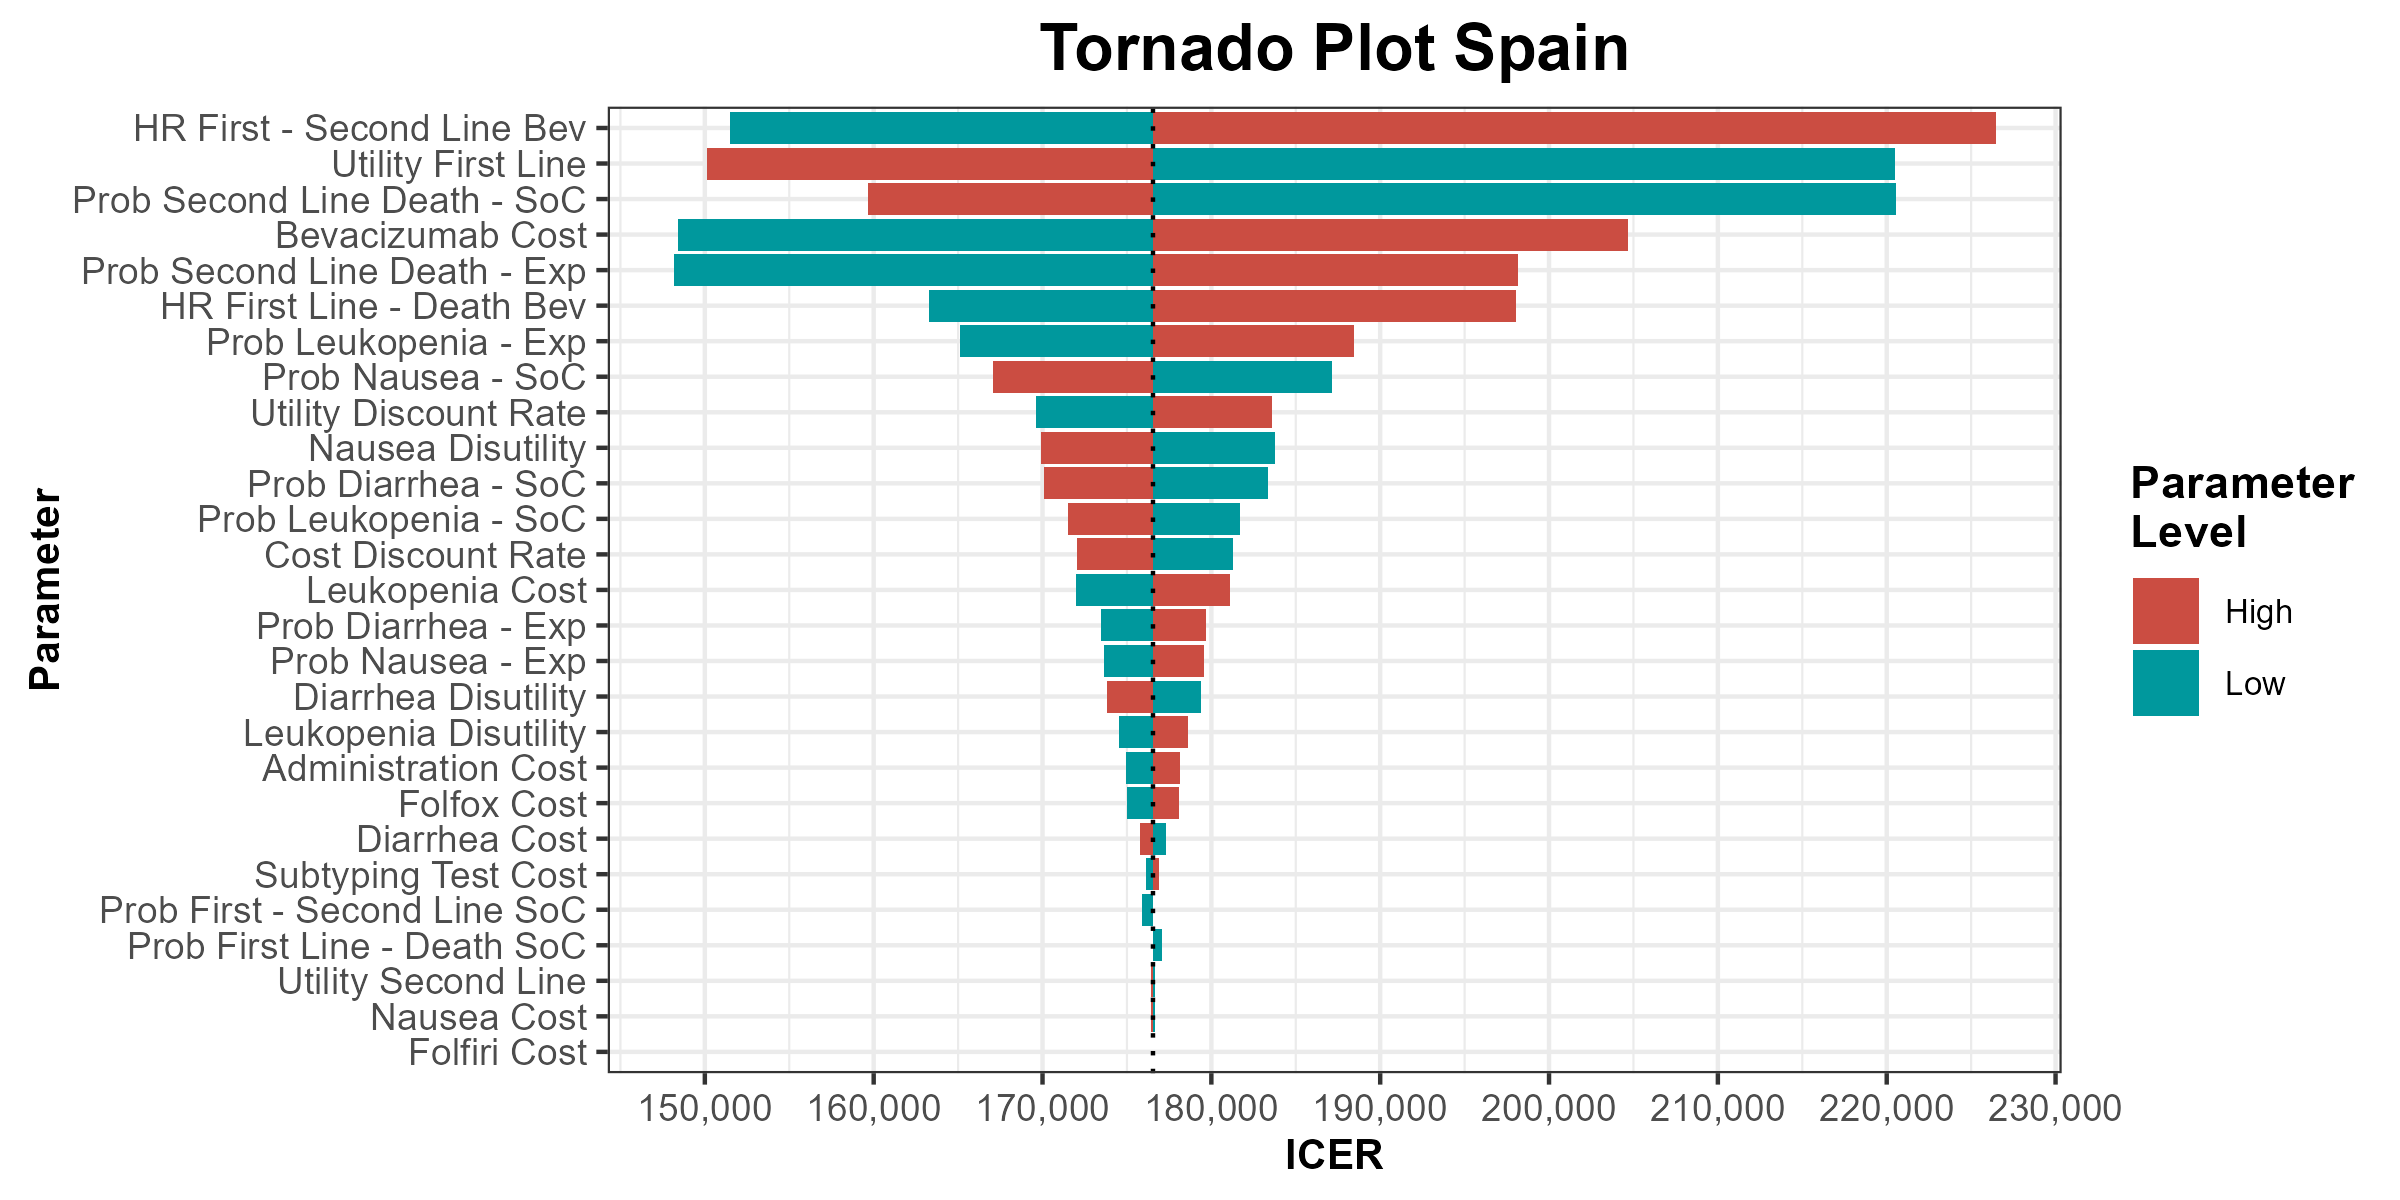 Tornado Plot Spain
HR First - Second Line Bev
Utility First Line
Prob Second Line Death - SoC
Bevacizumab Cost
Prob Second Line Death - Exp
HR First Line - Death Bev
Prob Leukopenia - Exp
Prob Nausea - SoC
Utility Discount Rate
Nausea Disutility
Prob Diarrhea - SoC
Prob Leukopenia - SoC
Cost Discount Rate
Leukopenia Cost
Prob Diarrhea - Exp
Prob Nausea - Exp
Diarrhea Disutility
Leukopenia Disutility
Administration Cost
Folfox Cost
Diarrhea Cost
Subtyping Test Cost
Prob First - Second Line SoC
Prob First Line - Death SoC
Utility Second Line
Nausea Cost
Folfiri Cost
Parameter
150,000 160,000 170,000 180,000 190,000 200,000 210,000 220,000 230,000
ICER
Parameter
Level
High
Low